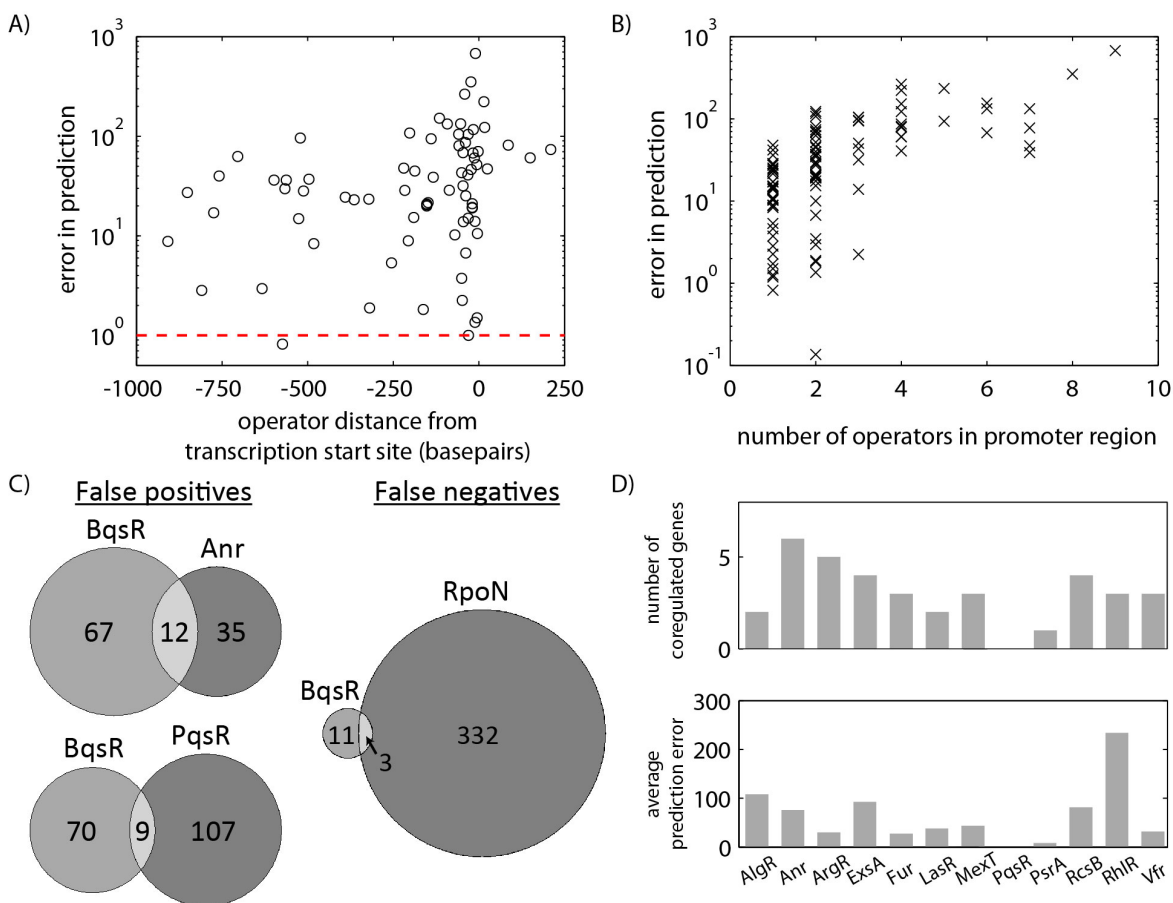 A)
10³
10²
10¹
10⁰
error in prediction
-1000 -750 -500 -250 0 250
operator distance from
transcription start site (basepairs)
B)
10³
10²
10¹
10⁰
10⁻¹
error in prediction
0 2 4 6 8 10
number of operators in promoter region
C)
False positives
BqsR
Anr
67 12 35
BqsR
PqsR
70 9 107
False negatives
RpoN
BqsR
11 332
3
D)
5
0
number of
coregulated genes
300
200
100
0
average
prediction error
AlgR Anr ArgR ExsA Fur LasR MexT PqsR PsrA RcsB RhlR Vfr